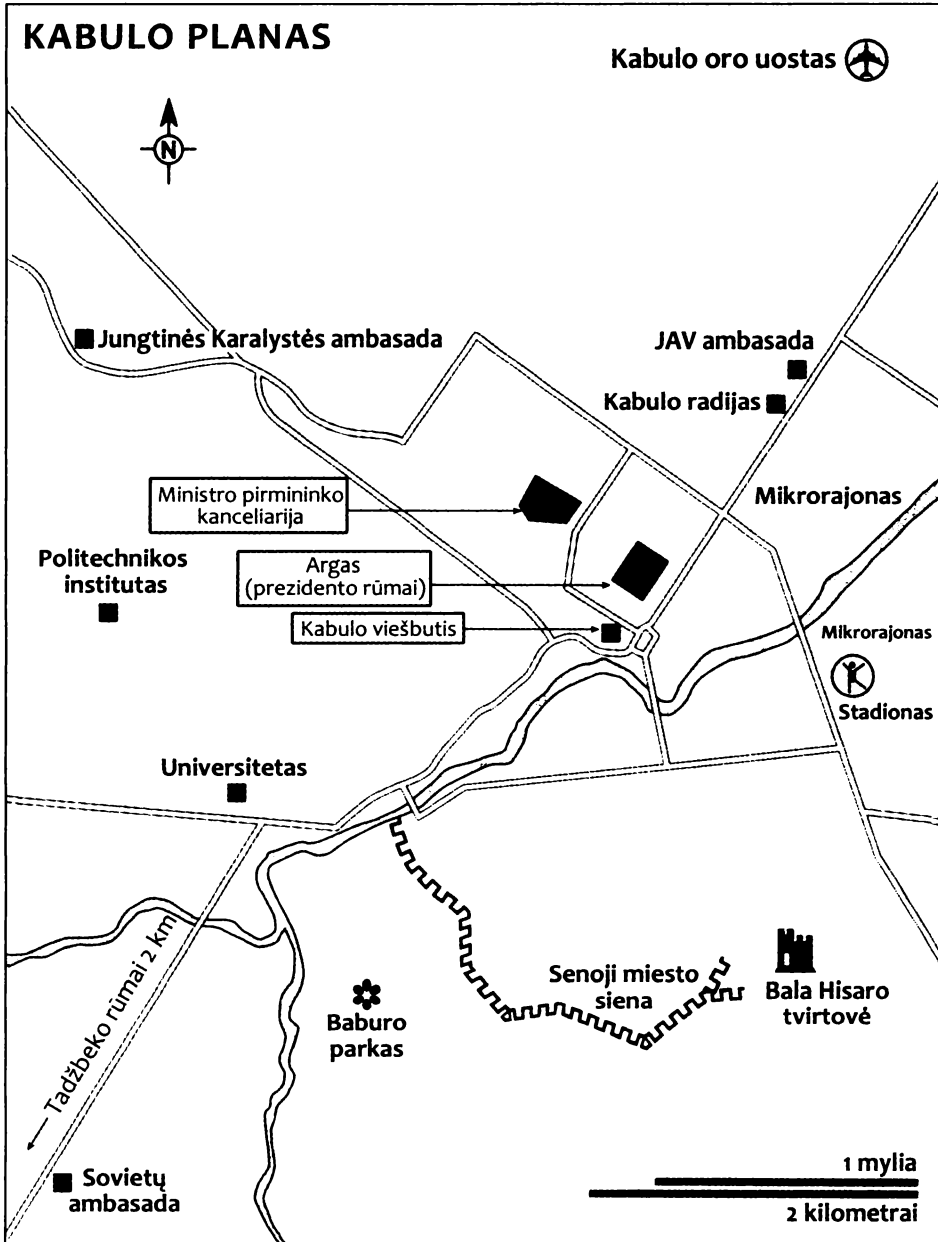 KABULO PLANAS
Kabulo oro uostas
N
Jungtinės Karalystės ambasada
JAV ambasada
Kabulo radijas
Ministro pirmininko
kanceliarija
Mikrorajonas
Politechnikos
institutas
Argas
(prezidento rūmai)
Kabulo viešbutis
Mikrorajonas
Stadionas
Universitetas
Tadžbeko rūmai 2 km
Senoji miesto
siena
Bala Hisaro
tvirtovė
Baburo
parkas
Sovietų
ambasada
1 mylia
2 kilometrai